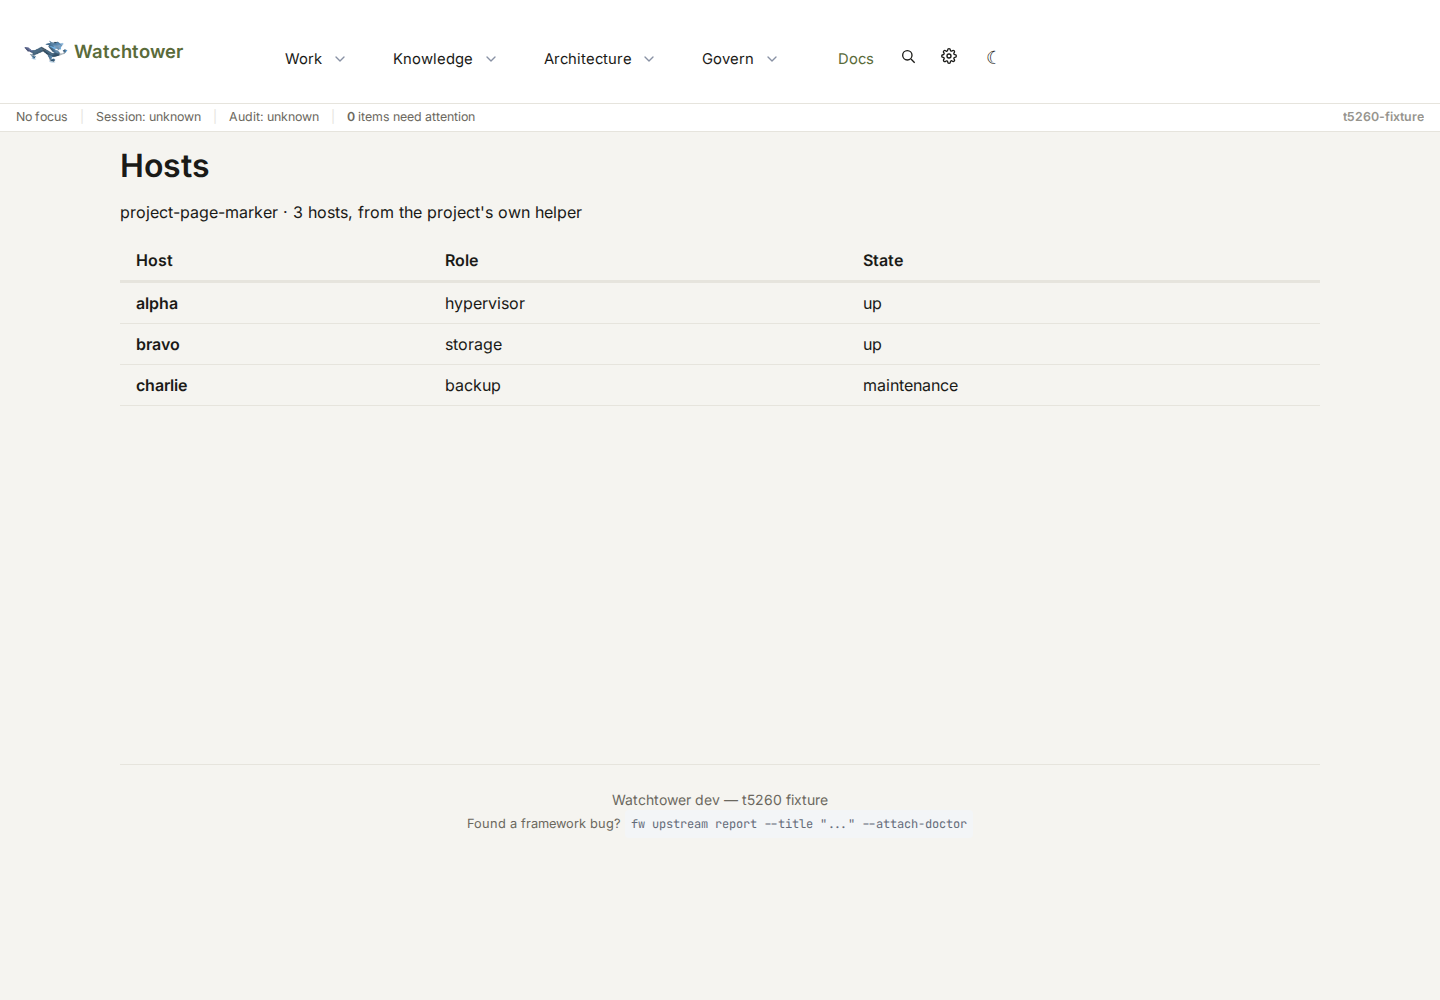 Watchtower
Work
Knowledge
Architecture
Govern
Docs
No focus
Session: unknown
Audit: unknown
0 items need attention
t5260-fixture
Hosts
project-page-marker · 3 hosts, from the project's own helper
Host Role State
alpha hypervisor up
bravo storage up
charlie backup maintenance
Watchtower dev — t5260 fixture
Found a framework bug? fw upstream report --title "..." --attach-doctor